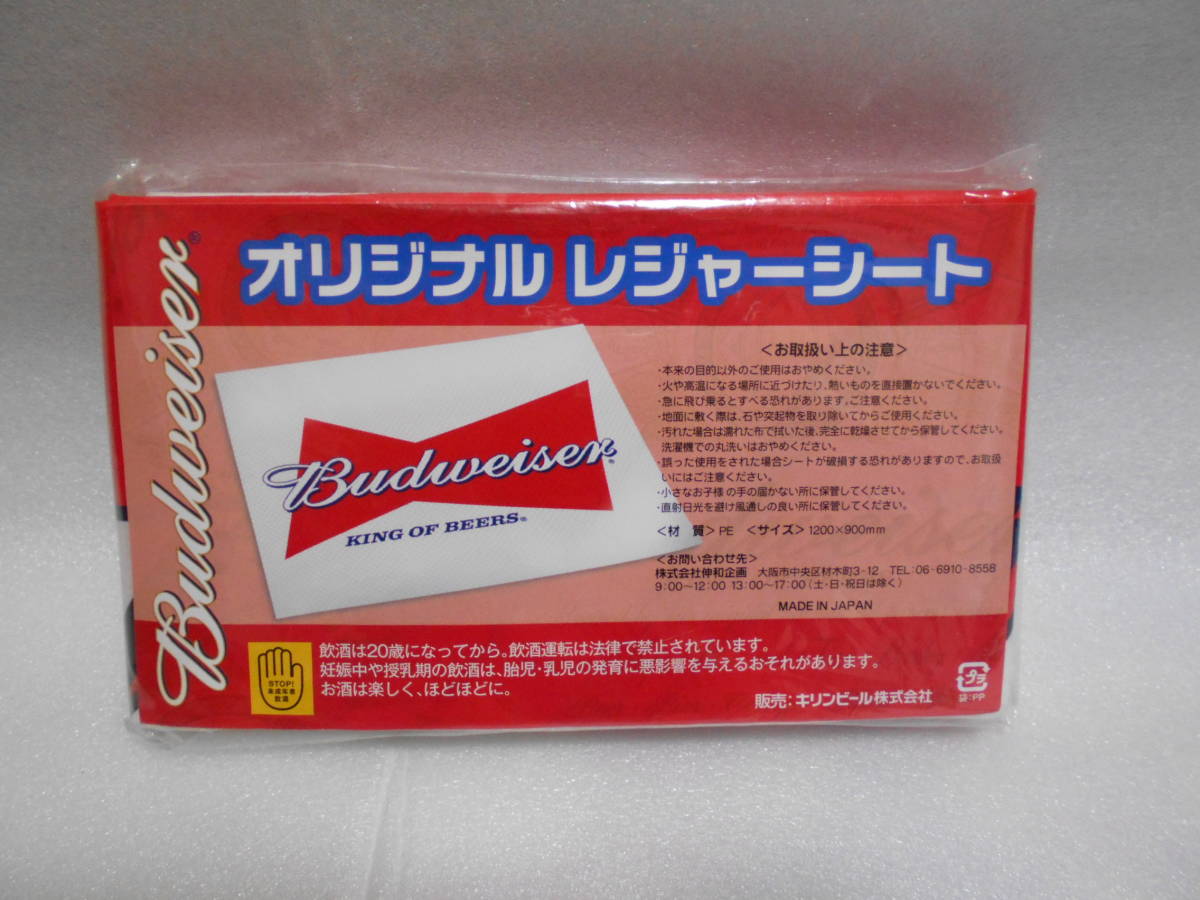 Budweiser®
オリジナル レジャーシート
Budweiser®
KING OF BEERS®
<お取扱い上の注意>
・本来の目的以外のご使用はおやめください。
・火や高温になる場所に近づけたり、熱いものを直接置かないでください。
・急に飛び乗るとすべる恐れがあります。ご注意ください。
・地面に敷く際は、石や突起物を取り除いてからご使用ください。
・汚れた場合は濡れた布で拭いた後、完全に乾燥させてから保管してください。
洗濯機での丸洗いはおやめください。
・誤った使用をされた場合シートが破損する恐れがありますので、お取扱
いにはご注意ください。
・小さなお子様の手の届かない所に保管してください。
・直射日光を避け風通しの良い所に保管してください。
<材 質>PE <サイズ>1200×900mm
<お問い合わせ先>
株式会社伸和企画 大阪市中央区材木町3-12 TEL:06-6910-8558
9:00~12:00 13:00~17:00(土・日・祝日は除く)
MADE IN JAPAN
STOP!
未成年者
飲酒
飲酒は20歳になってから。飲酒運転は法律で禁止されています。
妊娠中や授乳期の飲酒は、胎児・乳児の発育に悪影響を与えるおそれがあります。
お酒は楽しく、ほどほどに。
販売：キリンビール株式会社
プラ
袋:PP